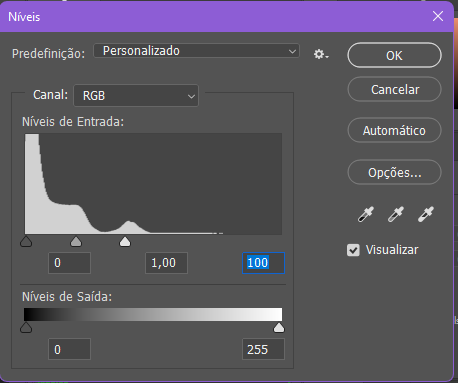 Níveis
Predefinição: Personalizado
OK
Cancelar
Automático
Opções...
Visualizar
Canal: RGB
Níveis de Entrada:
0 1,00 100
Níveis de Saída:
0 255